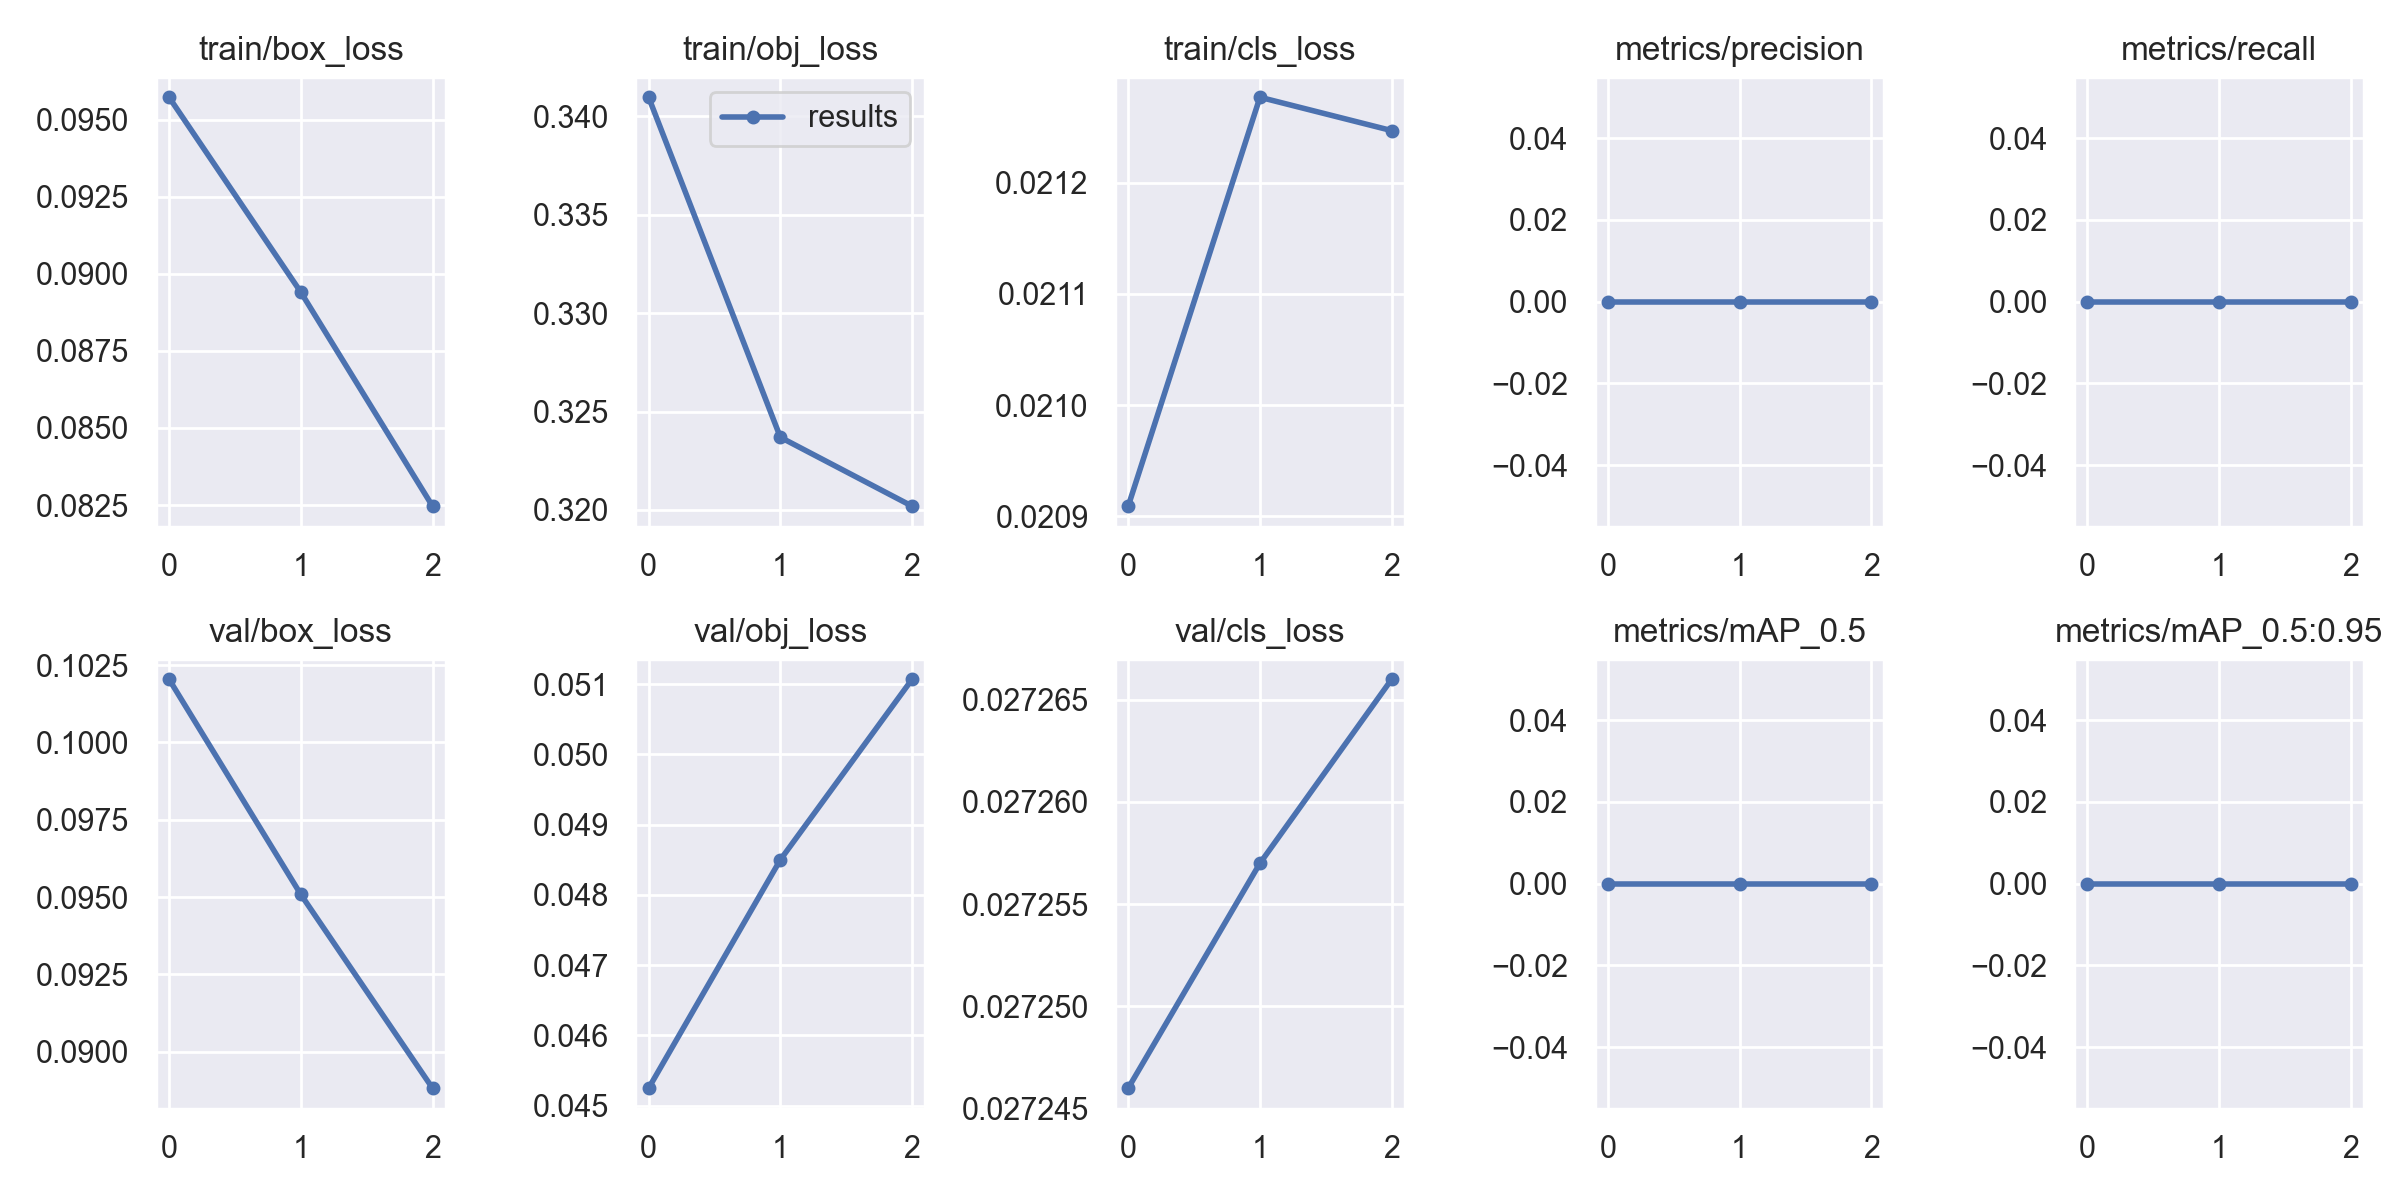 train/box_loss
0.0950
0.0925
0.0900
0.0875
0.0850
0.0825
0 1 2
train/obj_loss
results
0.340
0.335
0.330
0.325
0.320
0 1 2
train/cls_loss
0.0212
0.0211
0.0210
0.0209
0 1 2
metrics/precision
0.04
0.02
0.00
−0.02
−0.04
0 1 2
metrics/recall
0.04
0.02
0.00
−0.02
−0.04
0 1 2
val/box_loss
0.1025
0.1000
0.0975
0.0950
0.0925
0.0900
0 1 2
val/obj_loss
0.051
0.050
0.049
0.048
0.047
0.046
0.045
0 1 2
val/cls_loss
0.027265
0.027260
0.027255
0.027250
0.027245
0 1 2
metrics/mAP_0.5
0.04
0.02
0.00
−0.02
−0.04
0 1 2
metrics/mAP_0.5:0.95
0.04
0.02
0.00
−0.02
−0.04
0 1 2